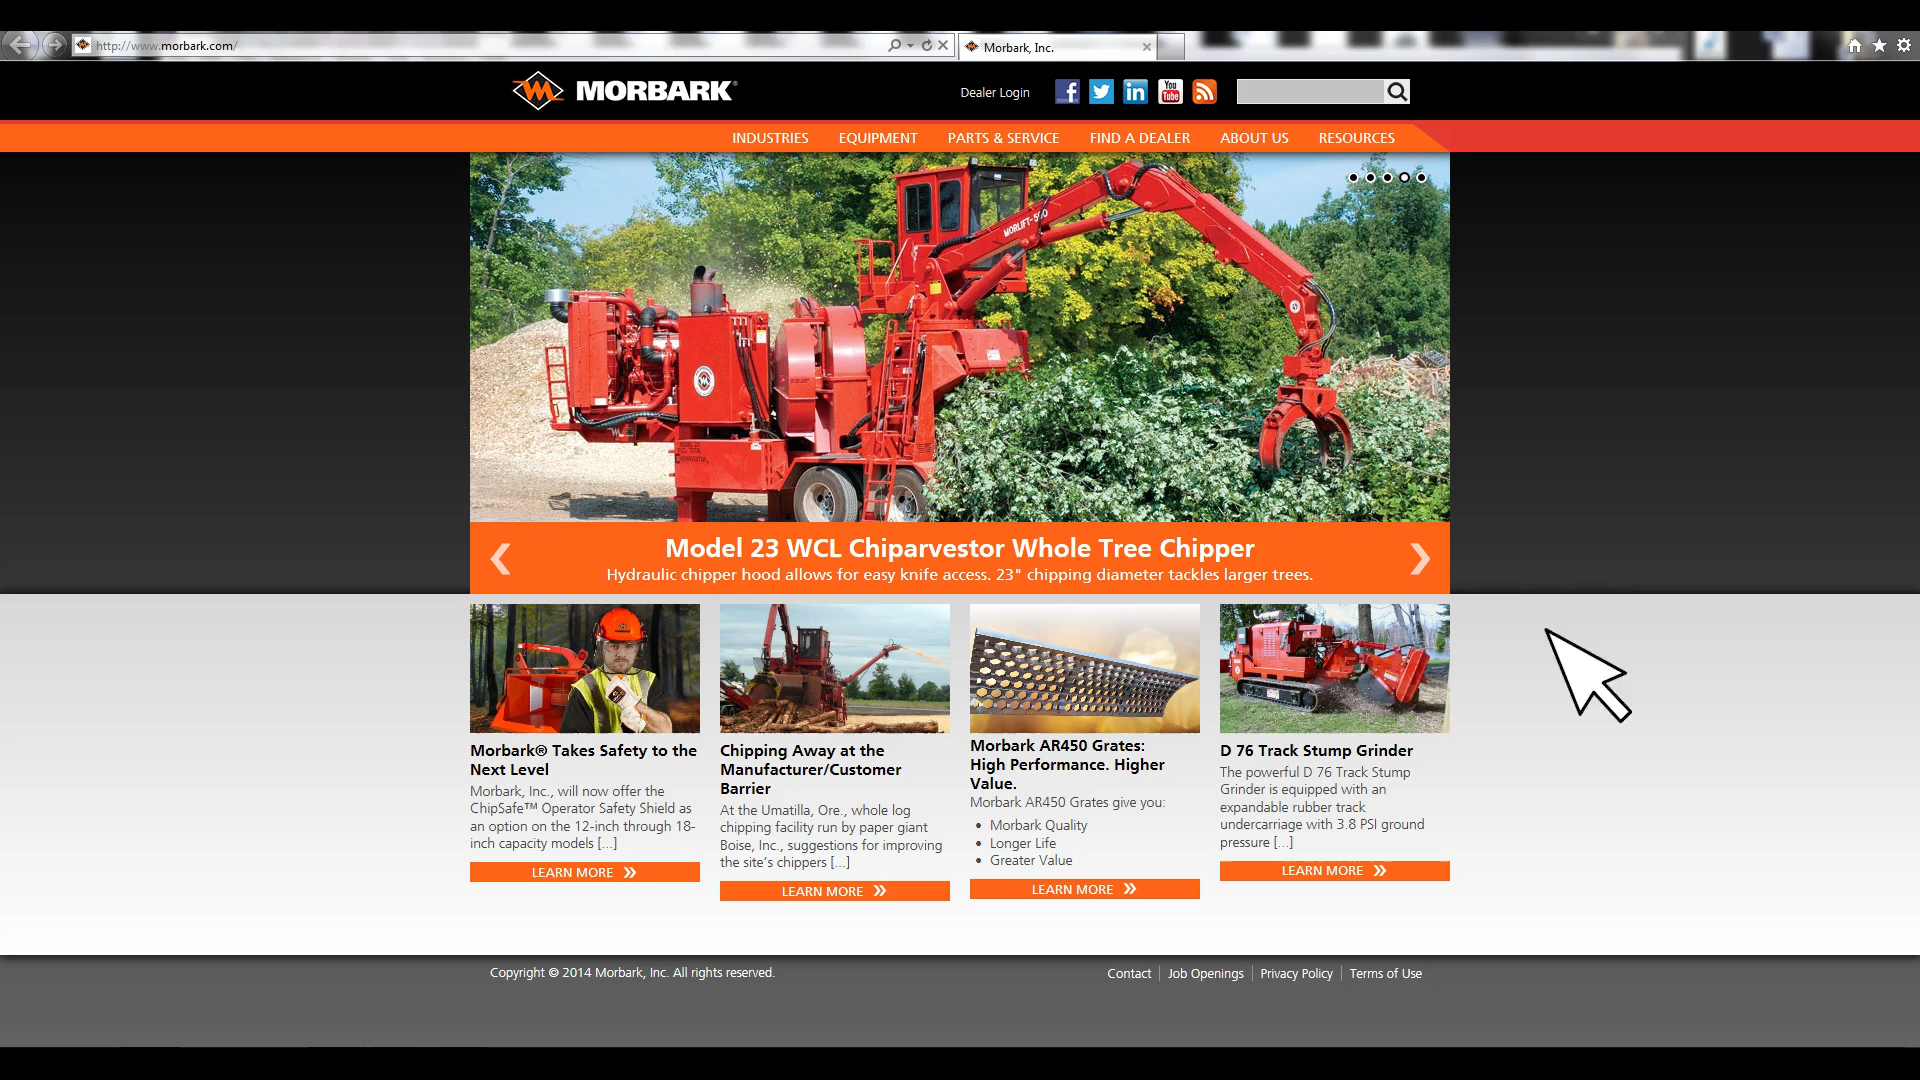 http://www.morbark.com/
Morbark, Inc.
MORBARK®
Dealer Login
You
Tube
INDUSTRIES
EQUIPMENT
PARTS & SERVICE
FIND A DEALER
ABOUT US
RESOURCES
MORLIFT-500
Model 23 WCL Chiparvestor Whole Tree Chipper
Hydraulic chipper hood allows for easy knife access. 23" chipping diameter tackles larger trees.
Morbark® Takes Safety to the
Next Level
Morbark, Inc., will now offer the
ChipSafe™ Operator Safety Shield as
an option on the 12-inch through 18-
inch capacity models [...]
LEARN MORE
Chipping Away at the
Manufacturer/Customer
Barrier
At the Umatilla, Ore., whole log
chipping facility run by paper giant
Boise, Inc., suggestions for improving
the site's chippers [...]
LEARN MORE
Morbark AR450 Grates:
High Performance. Higher
Value.
Morbark AR450 Grates give you:
• Morbark Quality
• Longer Life
• Greater Value
LEARN MORE
D 76 Track Stump Grinder
The powerful D 76 Track Stump
Grinder is equipped with an
expandable rubber track
undercarriage with 3.8 PSI ground
pressure [...]
LEARN MORE
Copyright © 2014 Morbark, Inc. All rights reserved.
Contact
Job Openings
Privacy Policy
Terms of Use